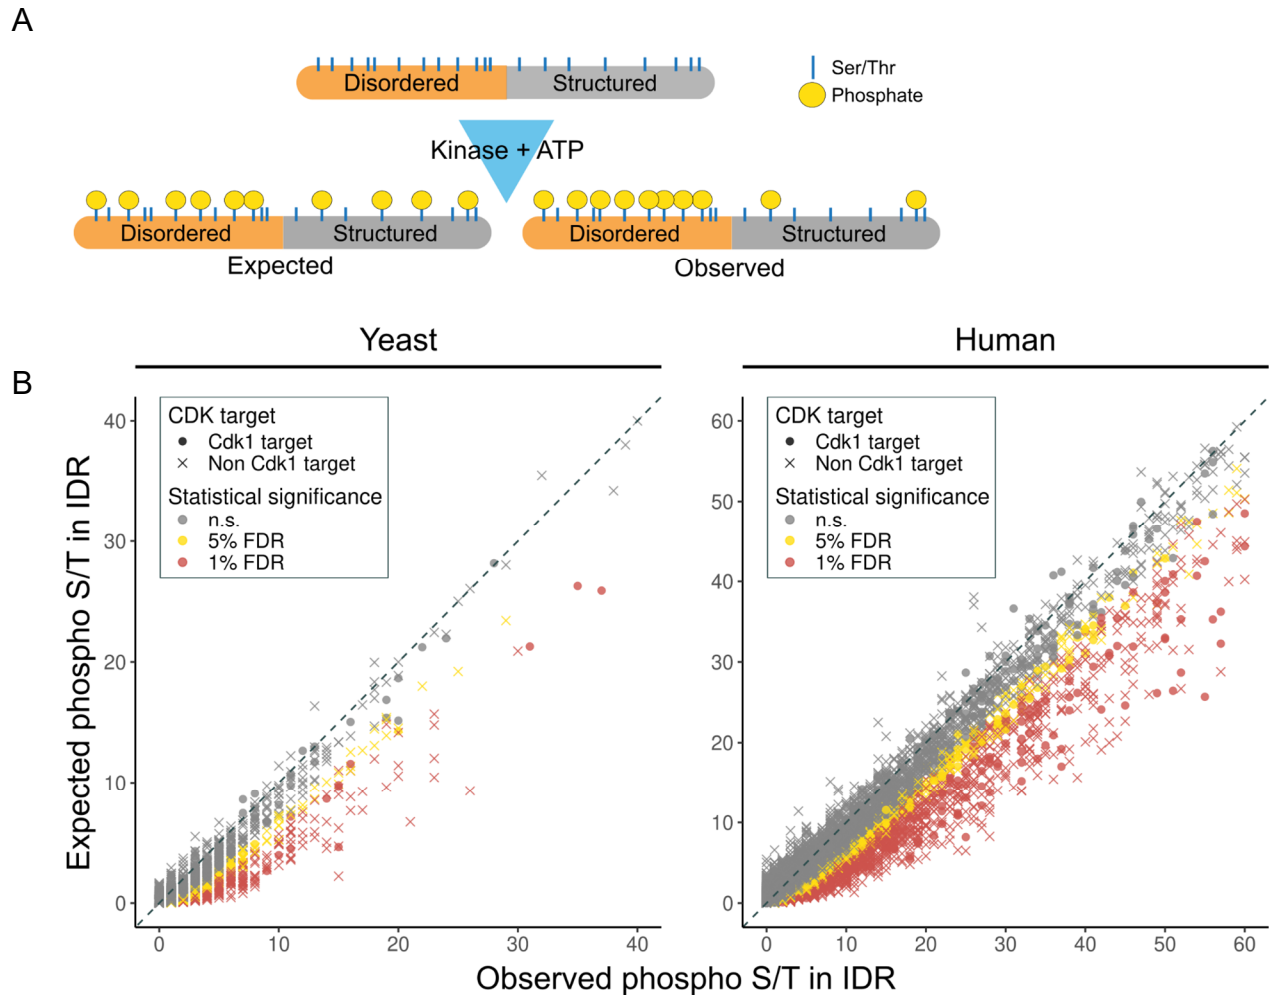 A
Disordered Structured
Ser/Thr
Phosphate
Kinase + ATP
Disordered Structured
Disordered Structured
Expected
Observed
Yeast
Human
B
CDK target
Cdk1 target
Non Cdk1 target
Statistical significance
n.s.
5% FDR
1% FDR
40
30
20
10
0
0 10 20 30 40
Expected phospho S/T in IDR
CDK target
Cdk1 target
Non Cdk1 target
Statistical significance
n.s.
5% FDR
1% FDR
60
50
40
30
20
10
0
0 10 20 30 40 50 60
Observed phospho S/T in IDR